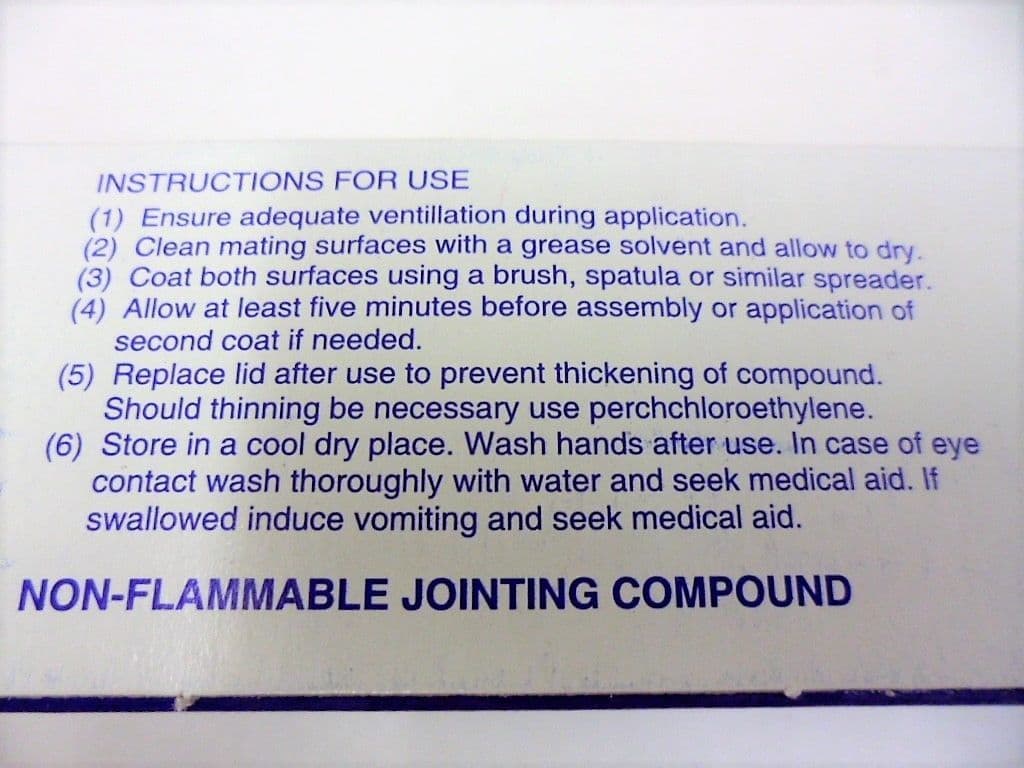 INSTRUCTIONS FOR USE
(1) Ensure adequate ventillation during application.
(2) Clean mating surfaces with a grease solvent and allow to dry.
(3) Coat both surfaces using a brush, spatula or similar spreader.
(4) Allow at least five minutes before assembly or application of
second coat if needed.
(5) Replace lid after use to prevent thickening of compound.
Should thinning be necessary use perchchloroethylene.
(6) Store in a cool dry place. Wash hands after use. In case of eye
contact wash thoroughly with water and seek medical aid. If
swallowed induce vomiting and seek medical aid.
NON-FLAMMABLE JOINTING COMPOUND